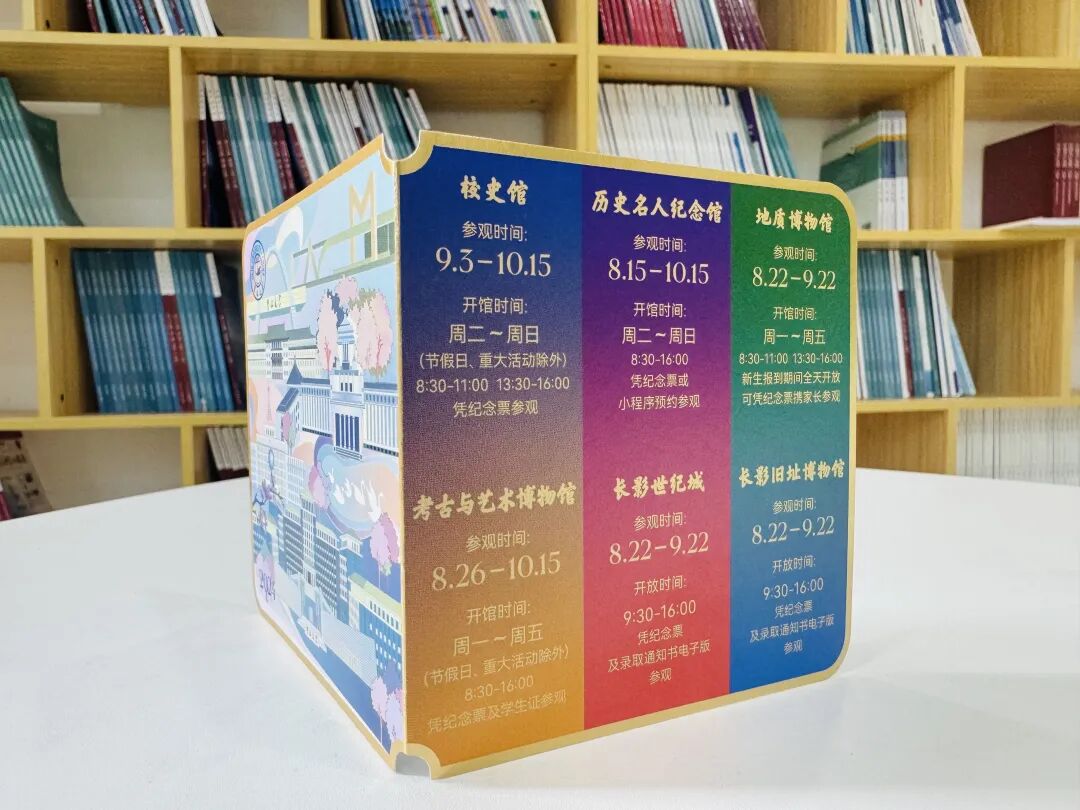 校史馆
参观时间:
9.3-10.15
开馆时间:
周二~周日
(节假日、重大活动除外)
8:30-11:00 13:30-16:00
凭纪念票参观
历史名人纪念馆
参观时间:
8.15-10.15
开馆时间:
周二~周日
8:30-16:00
凭纪念票或
小程序预约参观
地质博物馆
参观时间:
8.22-9.22
开馆时间:
周一~周五
8:30-11:00 13:30-16:00
新生报到期间全天开放
可凭纪念票携家长参观
考古与艺术博物馆
参观时间:
8.26-10.15
开馆时间:
周一~周五
(节假日、重大活动除外)
8:30-16:00
凭纪念票及学生证参观
长影世纪城
参观时间:
8.22-9.22
开放时间:
9:30-16:00
凭纪念票
及录取通知书电子版
参观
长影旧址博物馆
参观时间:
8.22-9.22
开放时间:
9:30-16:00
凭纪念票
及录取通知书电子版
参观